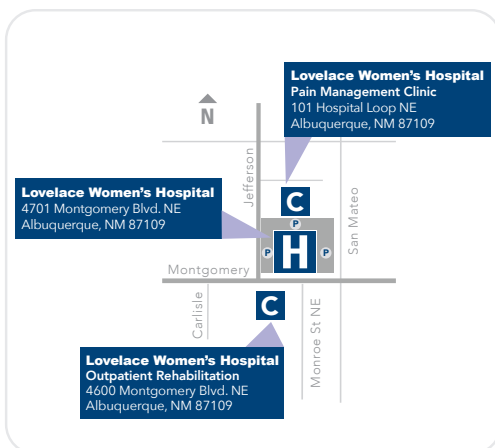 Lovelace Women's Hospital
Pain Management Clinic
101 Hospital Loop NE
Albuquerque, NM 87109
N
Jefferson
C
San Mateo
Lovelace Women's Hospital
4701 Montgomery Blvd. NE
Albuquerque, NM 87109
P
P
H
P
Montgomery
Carlisle
C
Monroe St NE
Lovelace Women's Hospital
Outpatient Rehabilitation
4600 Montgomery Blvd. NE
Albuquerque, NM 87109